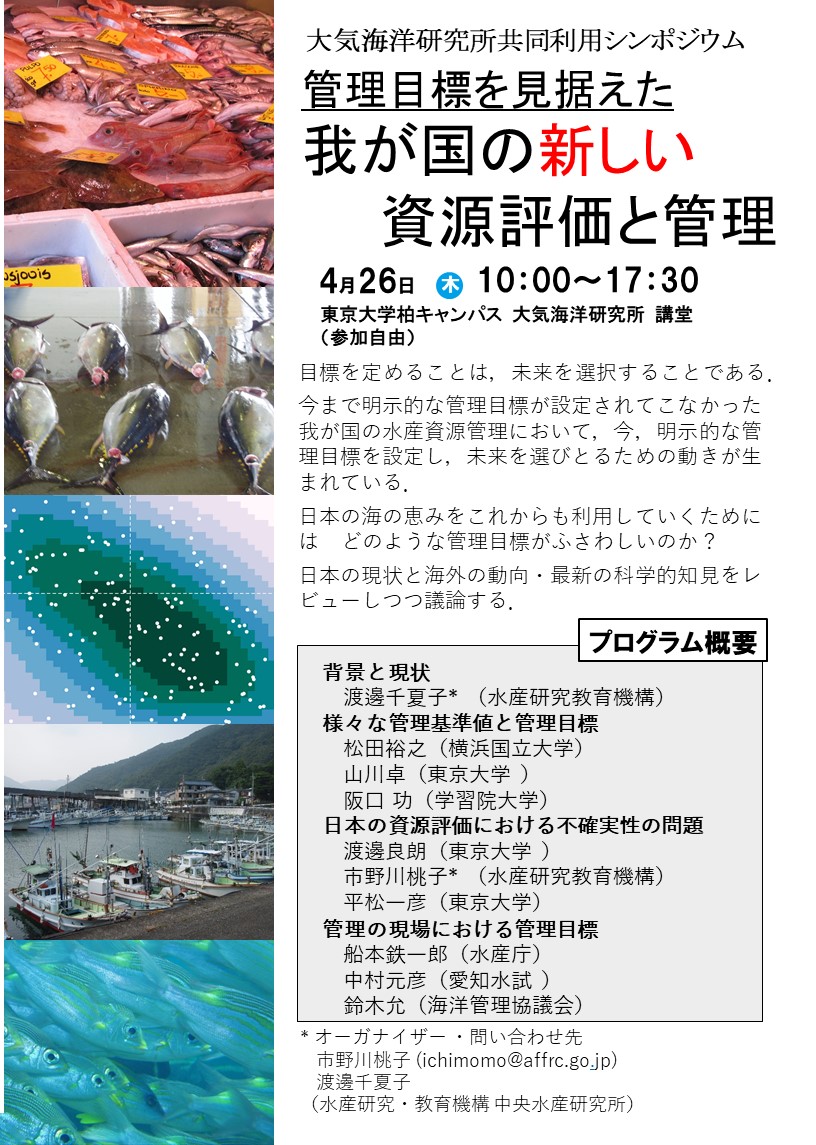 大気海洋研究所共同利用シンポジウム
管理目標を見据えた
我が国の新しい
資源評価と管理
4月26日 木 10:00～17:30
東京大学柏キャンパス 大気海洋研究所 講堂
（参加自由）
目標を定めることは，未来を選択することである．
今まで明示的な管理目標が設定されてこなかった
我が国の水産資源管理において，今，明示的な管
理目標を設定し，未来を選びとるための動きが生
まれている．
日本の海の恵みをこれからも利用していくために
は　どのような管理目標がふさわしいのか？
日本の現状と海外の動向・最新の科学的知見をレ
ビューしつつ議論する．
プログラム概要
背景と現状
渡邊千夏子* （水産研究教育機構）
様々な管理基準値と管理目標
松田裕之（横浜国立大学）
山川卓（東京大学 ）
阪口 功（学習院大学）
日本の資源評価における不確実性の問題
渡邊良朗（東京大学 ）
市野川桃子* （水産研究教育機構）
平松一彦（東京大学）
管理の現場における管理目標
船本鉄一郎（水産庁）
中村元彦（愛知水試 ）
鈴木允（海洋管理協議会）
* オーガナイザー ・問い合わせ先
市野川桃子 (ichimomo@affrc.go.jp)
渡邊千夏子
（水産研究・教育機構 中央水産研究所）